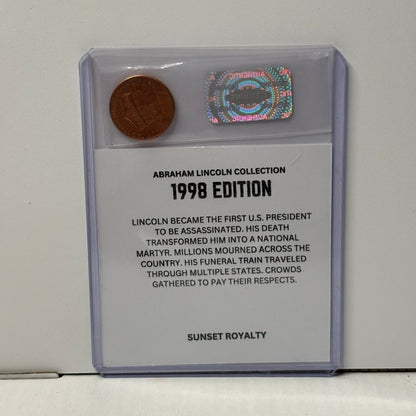 ABRAHAM LINCOLN COLLECTION
1998 EDITION
LINCOLN BECAME THE FIRST U.S. PRESIDENT
TO BE ASSASSINATED. HIS DEATH
TRANSFORMED HIM INTO A NATIONAL
MARTYR. MILLIONS MOURNED ACROSS THE
COUNTRY. HIS FUNERAL TRAIN TRAVELED
THROUGH MULTIPLE STATES. CROWDS
GATHERED TO PAY THEIR RESPECTS.
SUNSET ROYALTY